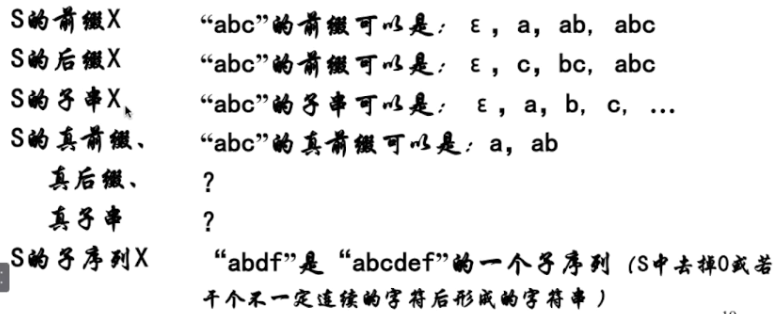 S的前缀X “abc”的前缀可以是：ε，a，ab，abc
S的后缀X “abc”的前缀可以是：ε，c，bc，abc
S的子串X “abc”的子串可以是：ε，a，b，c，…
S的真前缀、 “abc”的真前缀可以是：a，ab
真后缀、 ？
真子串 ？
S的子序列X “abdf”是“abcdef”的一个子序列（S中去掉0或若
干个不一定连续的字符后形成的字符串）